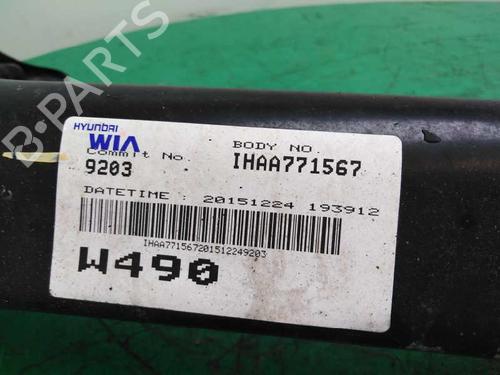 B-PARTS
HYUNDAI
WIA
Commit No.
9203
BODY NO.
IHAA771567
DATETIME : 20151224 193912
IHAA771567201512249203
W490